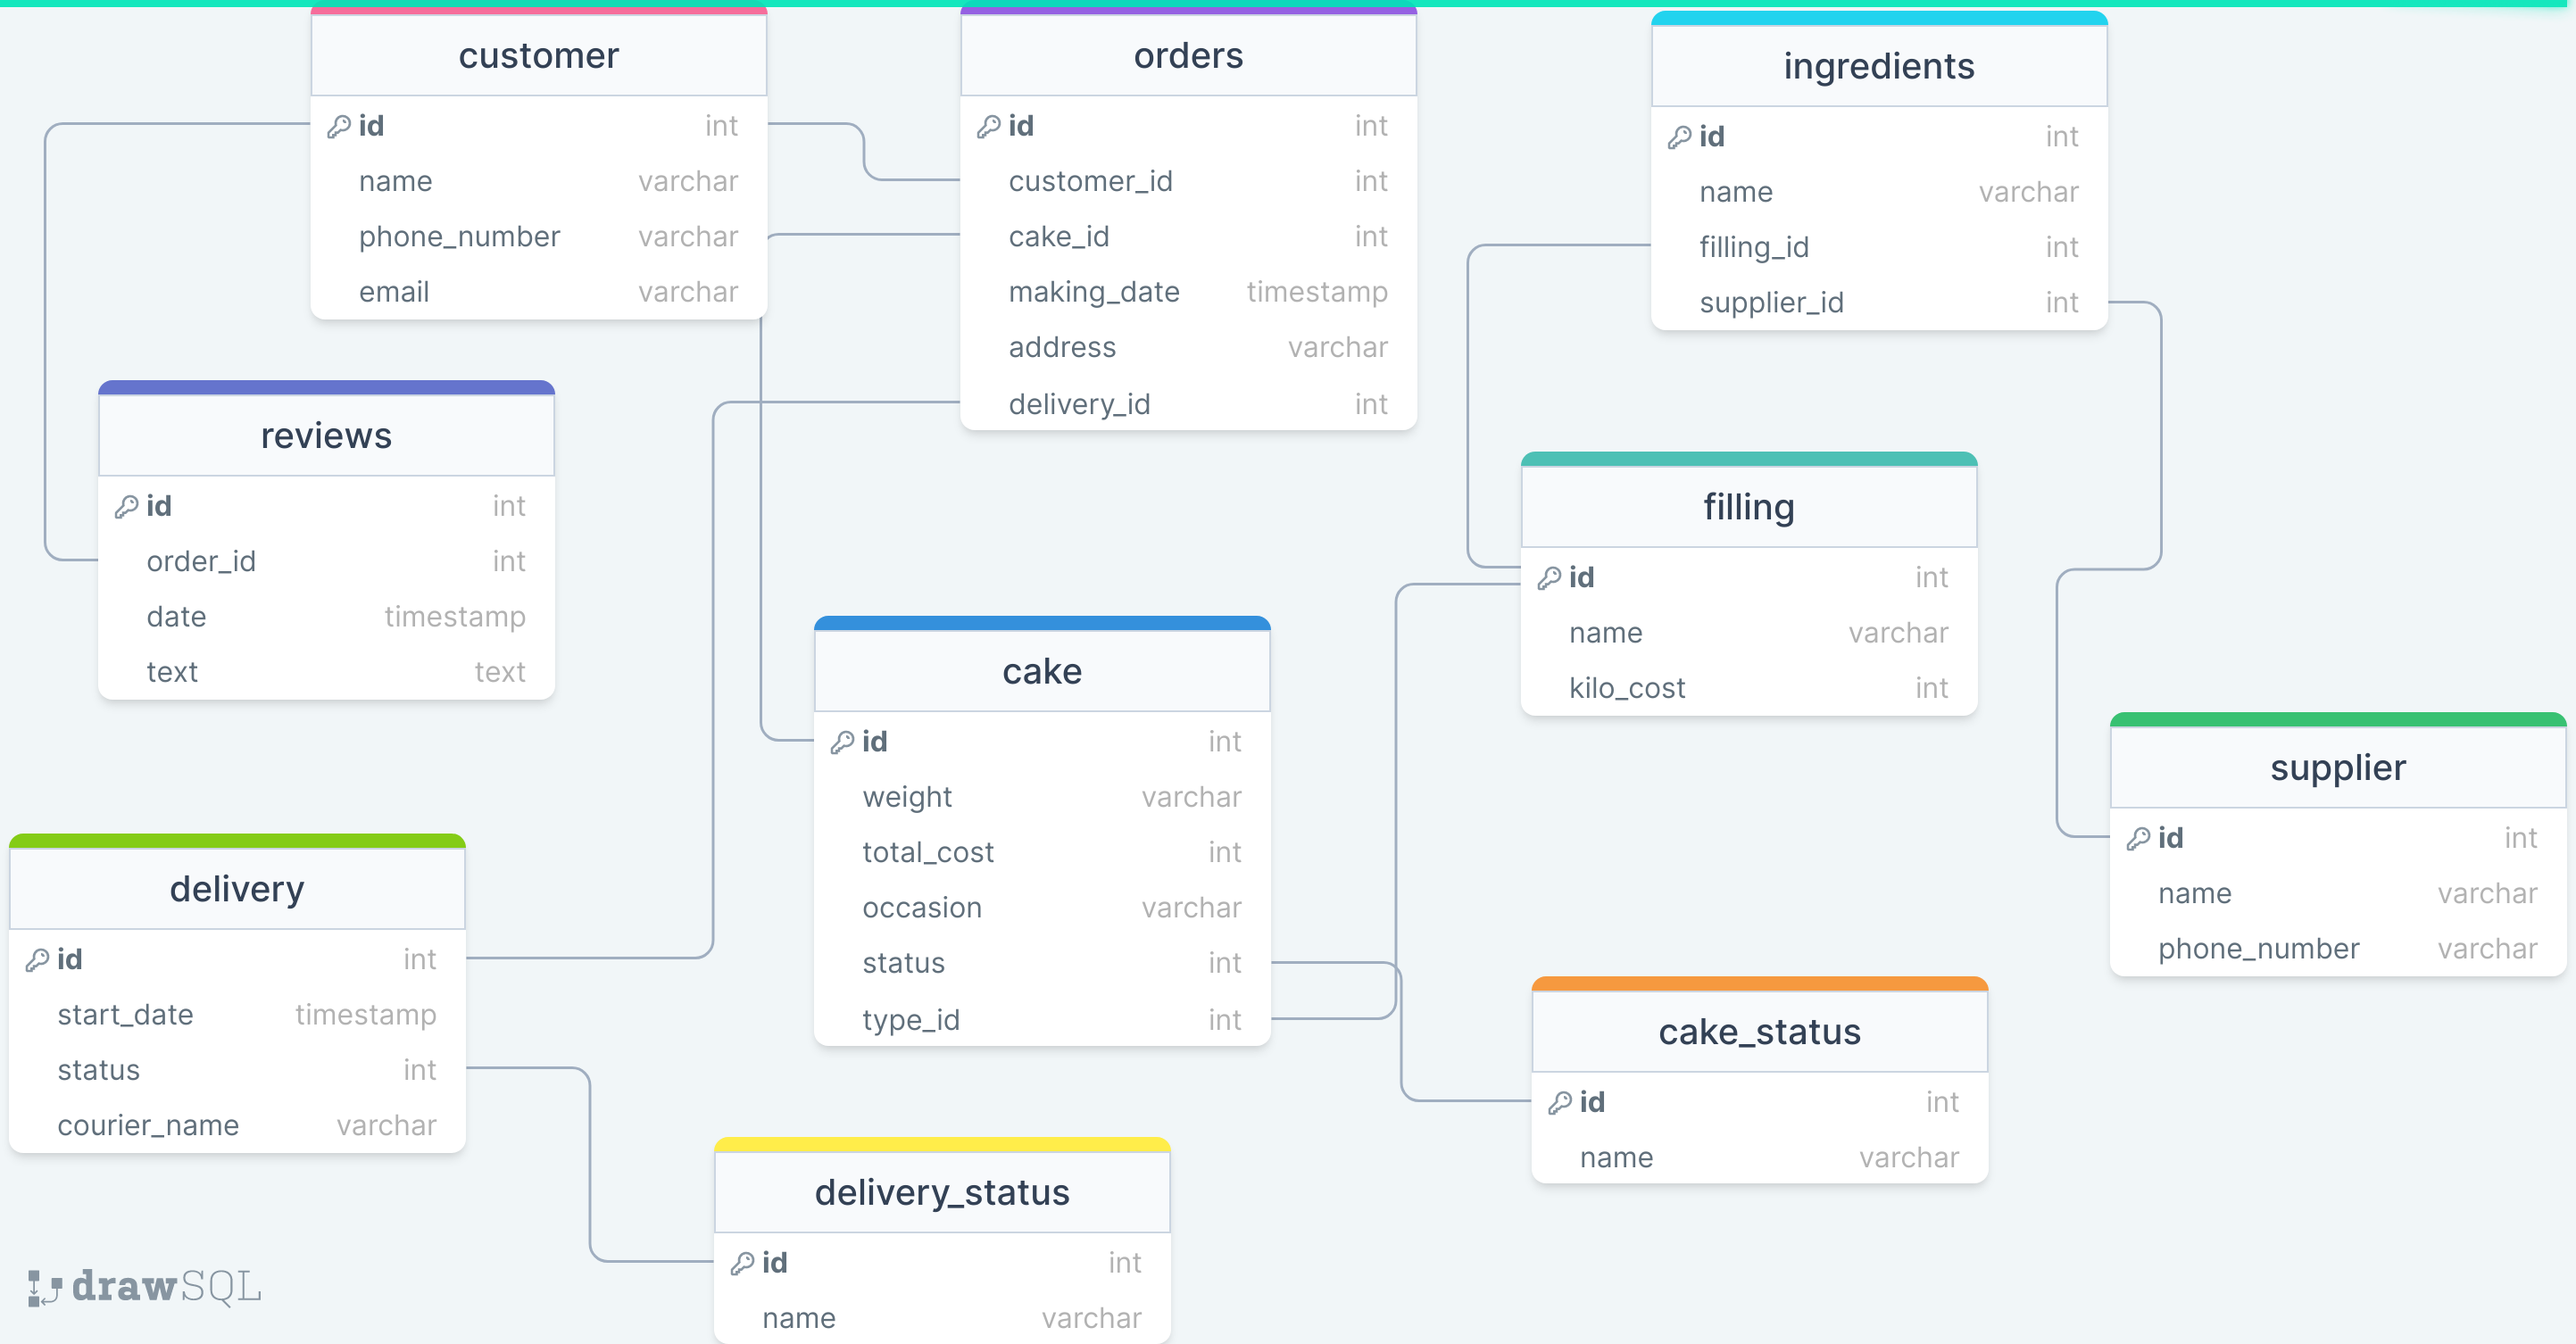 customer
id int
name varchar
phone_number varchar
email varchar
orders
id int
customer_id int
cake_id int
making_date timestamp
address varchar
delivery_id int
ingredients
id int
name varchar
filling_id int
supplier_id int
reviews
id int
order_id int
date timestamp
text text
filling
id int
name varchar
kilo_cost int
cake
id int
weight varchar
total_cost int
occasion varchar
status int
type_id int
supplier
id int
name varchar
phone_number varchar
delivery
id int
start_date timestamp
status int
courier_name varchar
cake_status
id int
name varchar
delivery_status
id int
name varchar
drawSQL